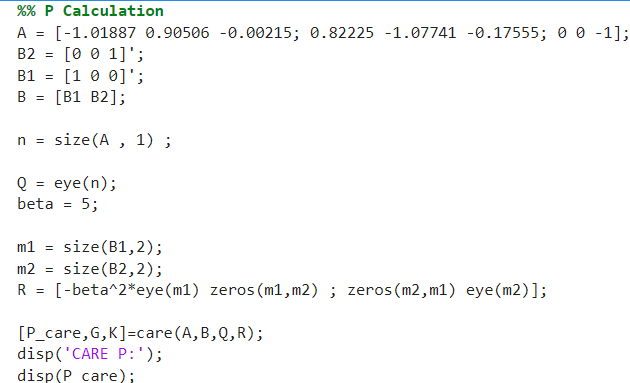 %% P Calculation
A = [-1.01887 0.90506 -0.00215; 0.82225 -1.07741 -0.17555; 0 0 -1];
B2 = [0 0 1]';
B1 = [1 0 0]';
B = [B1 B2];
n = size(A , 1) ;
Q = eye(n);
beta = 5;
m1 = size(B1,2);
m2 = size(B2,2);
R = [-beta^2*eye(m1) zeros(m1,m2) ; zeros(m2,m1) eye(m2)];
[P_care,G,K]=care(A,B,Q,R);
disp('CARE P:');
disp(P_care);